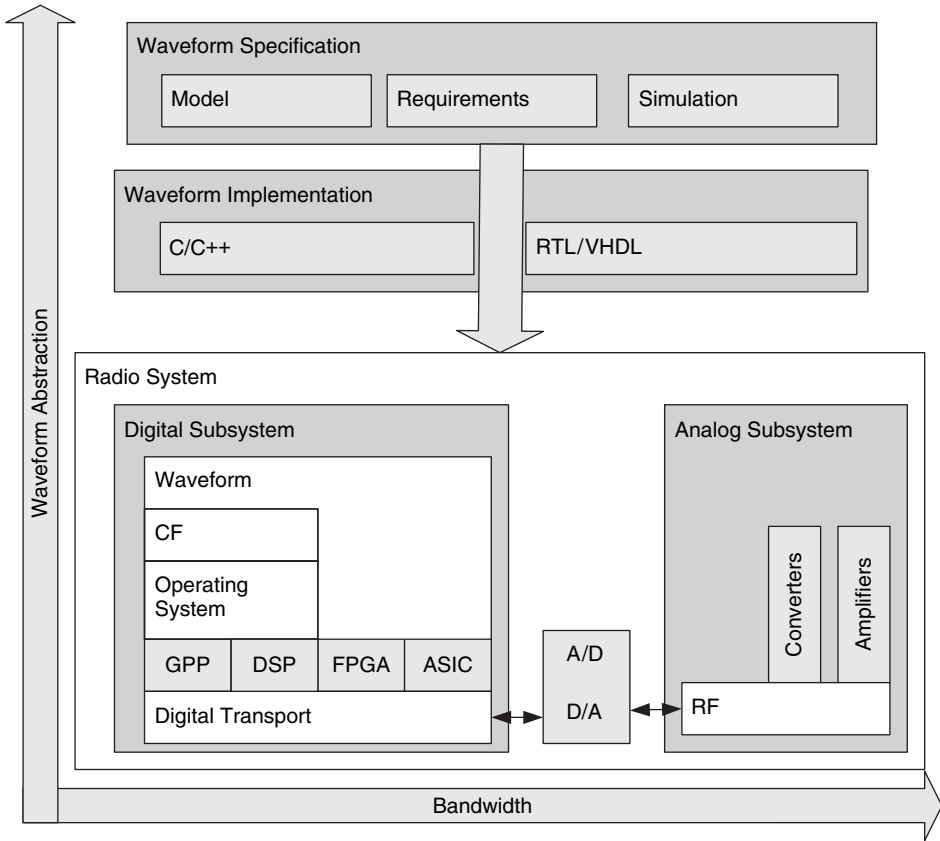 Waveform Specification
Model
Requirements
Simulation
Waveform Implementation
C/C++
RTL/VHDL
Waveform Abstraction
Radio System
Digital Subsystem
Waveform
CF
Operating
System
GPP
DSP
FPGA
ASIC
Digital Transport
A/D
D/A
Analog Subsystem
Converters
Amplifiers
RF
Bandwidth